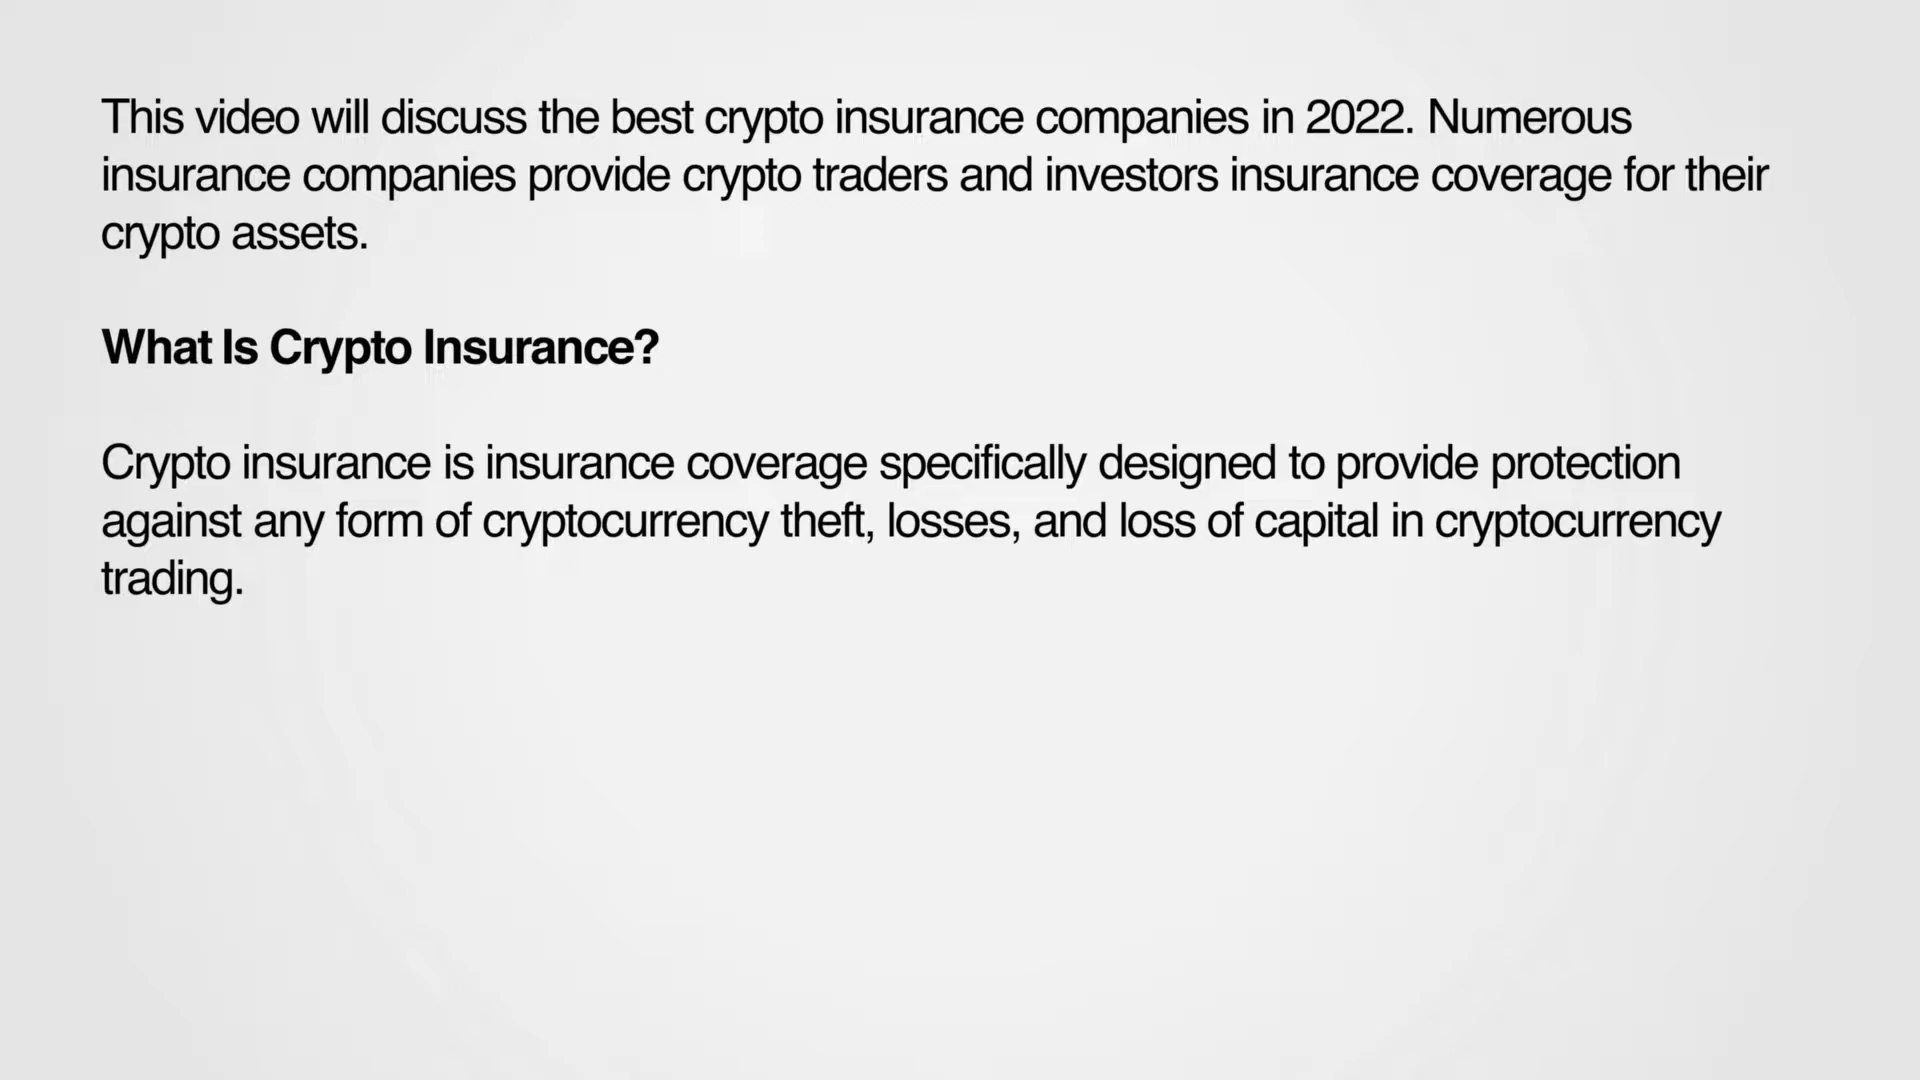 This video will discuss the best crypto insurance companies in 2022. Numerous
insurance companies provide crypto traders and investors insurance coverage for their
crypto assets.
What Is Crypto Insurance?
Crypto insurance is insurance coverage specifically designed to provide protection
against any form of cryptocurrency theft, losses, and loss of capital in cryptocurrency
trading.